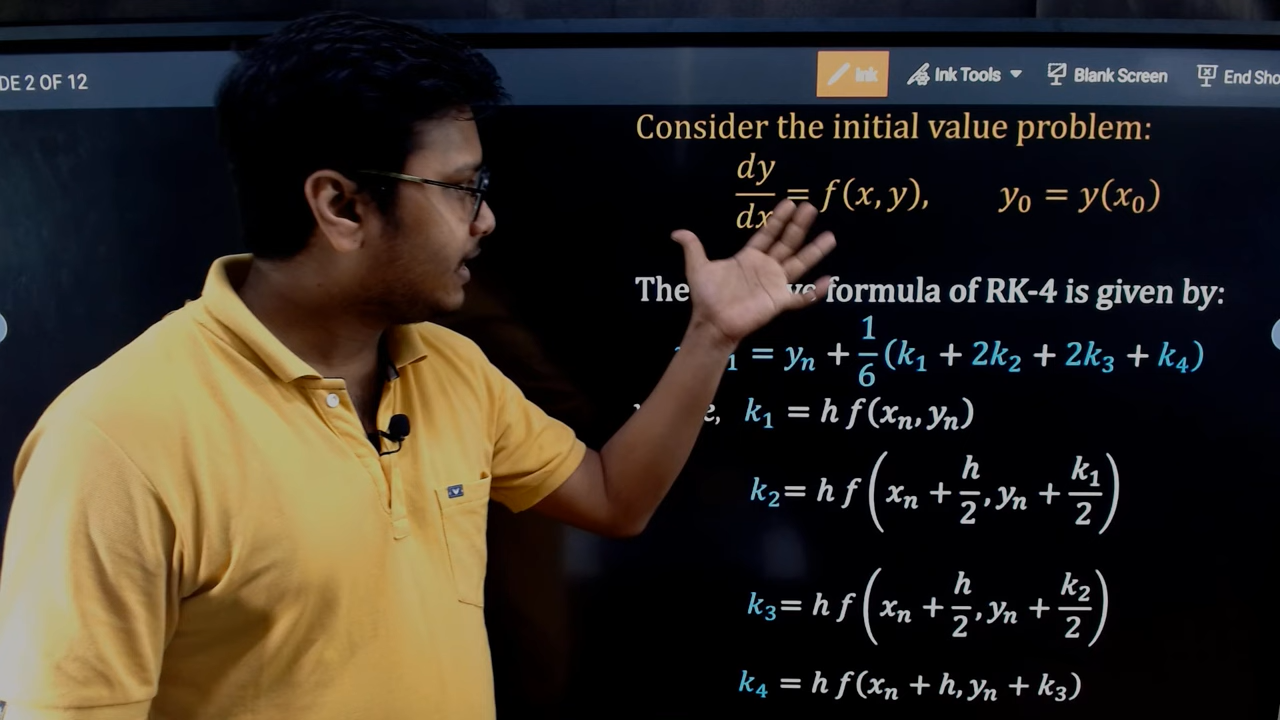 DE 2 OF 12
Ink
Ink Tools
Blank Screen
End Sho
Consider the initial value problem:
dy/dx = f(x, y), y₀ = y(x₀)
The formula of RK-4 is given by:
₁ = yₙ + 1/6 (k₁ + 2k₂ + 2k₃ + k₄)
e, k₁ = h f(xₙ, yₙ)
k₂ = h f(xₙ + h/2, yₙ + k₁/2)
k₃ = h f(xₙ + h/2, yₙ + k₂/2)
k₄ = h f(xₙ + h, yₙ + k₃)